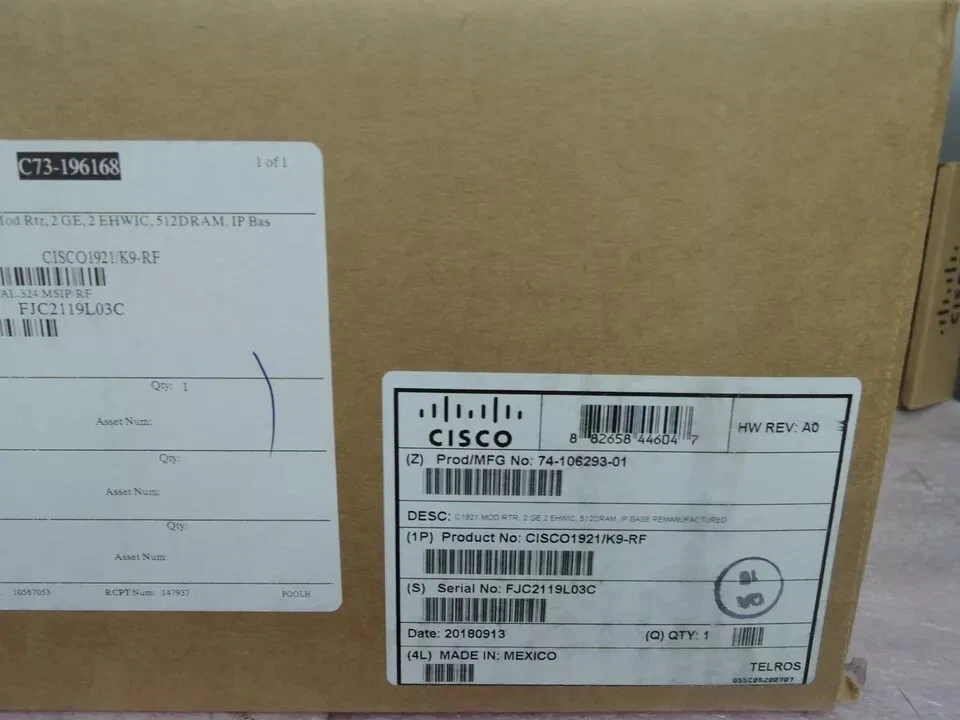 C73-196168
1 of 1
Mod Rtr, 2 GE, 2 EHWIC, 512DRAM, IP Bas
CISCO1921/K9-RF
AL.324 MSIP/RF
FJC2119L03C
Qty: 1
Asset Num:
Qty:
Asset Num:
Qty:
Asset Num:
10587053 RCPT Num: 147937 POOLH
CISCO
8 82658 44604 7
HW REV: A0
(Z) Prod/MFG No: 74-106293-01
DESC: C1921 MOD RTR, 2 GE,2 EHWIC, 512DRAM, IP BASE REMANUFACTURED
(1P) Product No: CISCO1921/K9-RF
(S) Serial No: FJC2119L03C
Date: 20180913 (Q) QTY: 1
(4L) MADE IN: MEXICO
TELROS